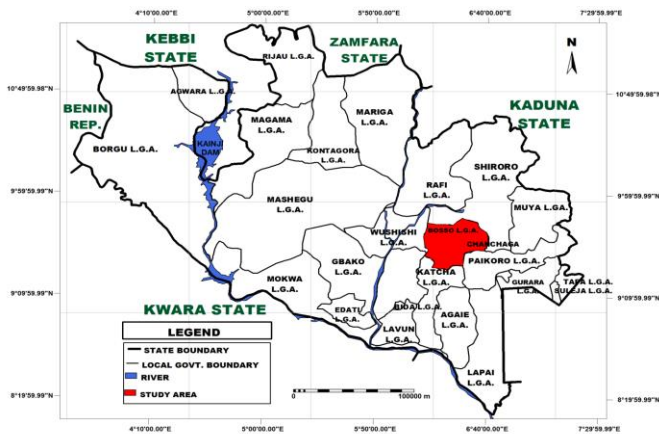 4°10'00.00"E
5°00'00.00"E
5°50'00.00"E
6°40'00.00"E
7°29'59.99"E
10°49'59.98"N
9°59'59.99"N
9°09'59.99"N
8°19'59.99"N
KEBBI
STATE
ZAMFARA
STATE
N
RIJAU L.G.A.
10°49'59.98"N
AGWARA L.G.A
KADUNA
STATE
BENIN
REP.
MAGAMA
L.G.A.
MARIGA
L.G.A.
BORGU L.G.A.
KAINJI
DAM
KONTAGORA
L.G.A.
SHIRORO
L.G.A.
RAFI
L.G.A.
9°59'59.99"N
MASHEGU
L.G.A.
MUYA L.GA.
WUSHISHI
L.G.A.
BOSSO L.G.A.
CHANCHAGA
GBAKO
L.G.A.
PAIKORO L.G.A.
MOKWA
L.G.A.
KATCHA
L.G.A.
GURARA
L.G.A.
TAFA L.G.A.
SULEJA L.G.A.
9°09'59.99"N
KWARA STATE
EDATI
L.G.A.
BIDA L.G.A.
LAVUN
L.G.A.
AGAIE
L.G.A.
LAPAI
L.G.A.
LEGEND
STATE BOUNDARY
LOCAL GOVT. BOUNDARY
RIVER
STUDY AREA
0
100000 m
8°19'59.99"N
4°10'00.00"E
5°00'00.00"E
5°50'00.00"E
6°40'00.00"E
7°29'59.99"E